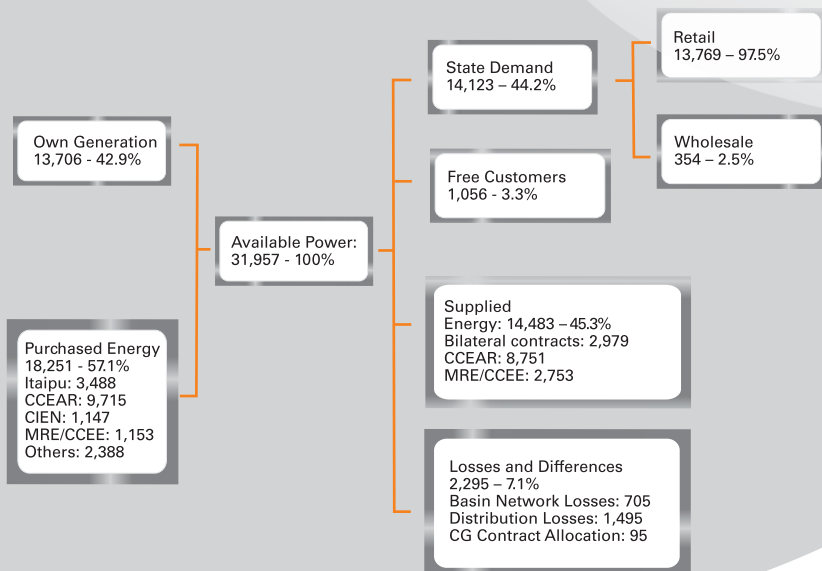 Own Generation
13,706 - 42.9%
Purchased Energy
18,251 - 57.1%
Itaipu: 3,488
CCEAR: 9,715
CIEN: 1,147
MRE/CCEE: 1,153
Others: 2,388
Available Power:
31,957 - 100%
State Demand
14,123 – 44.2%
Retail
13,769 – 97.5%
Wholesale
354 – 2.5%
Free Customers
1,056 - 3.3%
Supplied
Energy: 14,483 – 45.3%
Bilateral contracts: 2,979
CCEAR: 8,751
MRE/CCEE: 2,753
Losses and Differences
2,295 – 7.1%
Basin Network Losses: 705
Distribution Losses: 1,495
CG Contract Allocation: 95